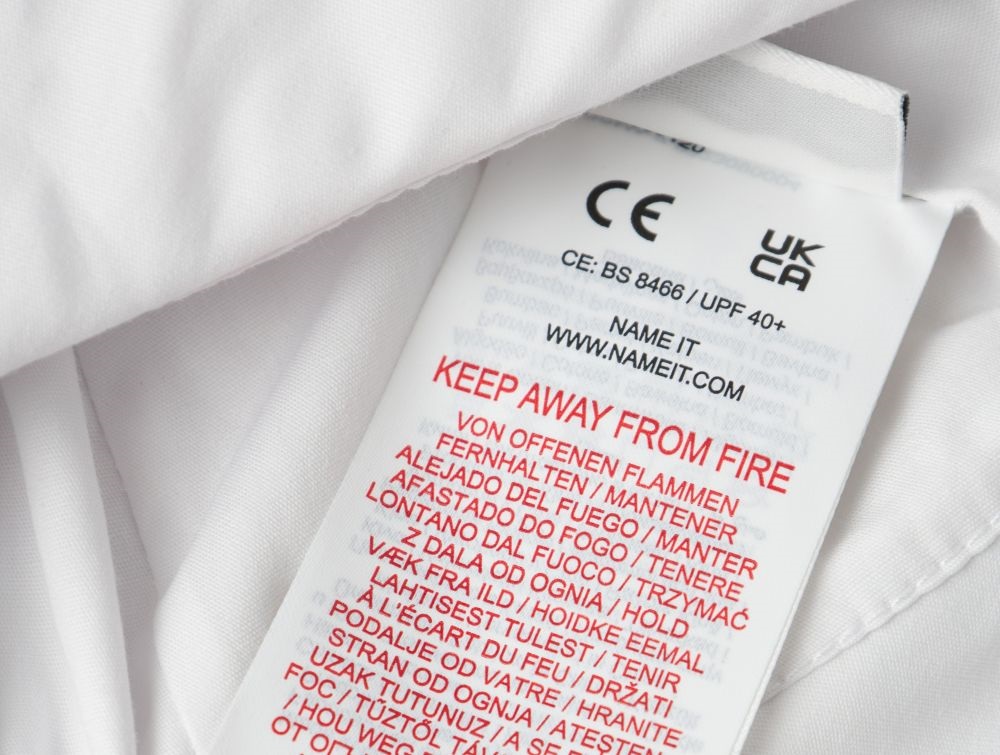 120
CE
UK
CA
CE: BS 8466 / UPF 40+
NAME IT
WWW.NAMEIT.COM
KEEP AWAY FROM FIRE
VON OFFENEN FLAMMEN
FERNHALTEN / MANTENER
ALEJADO DEL FUEGO / MANTER
AFASTADO DO FOGO / TENERE
LONTANO DAL FUOCO / TRZYMAĆ
Z DALA OD OGNIA / HOLD
VÆK FRA ILD / HOIDKE EEMAL
LAHTISEST TULEST / TENIR
À L'ÉCART DU FEU / DRŽATI
PODALJE OD VATRE / HRANITE
STRAN OD OGNJA / ATEŞTEN
UZAK TUTUNUZ / A SE
FOC / TŰZTŐL
/ HOU WEG
ОТ